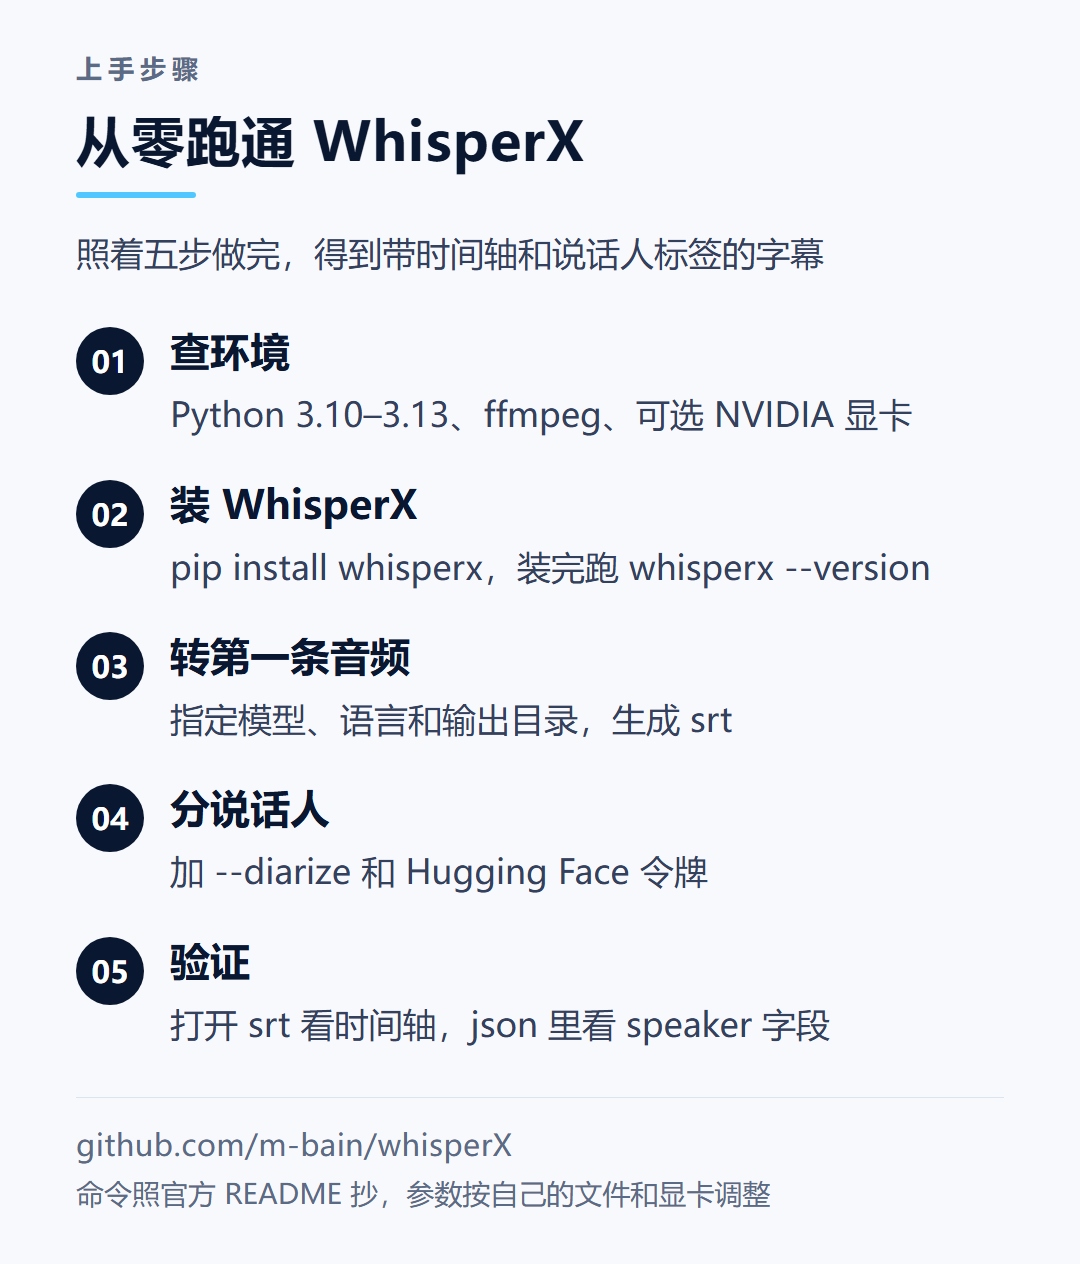 上手步骤
从零跑通 WhisperX
照着五步做完，得到带时间轴和说话人标签的字幕
01
查环境
Python 3.10–3.13、ffmpeg、可选 NVIDIA 显卡
02
装 WhisperX
pip install whisperx，装完跑 whisperx --version
03
转第一条音频
指定模型、语言和输出目录，生成 srt
04
分说话人
加 --diarize 和 Hugging Face 令牌
05
验证
打开 srt 看时间轴，json 里看 speaker 字段
github.com/m-bain/whisperX
命令照官方 README 抄，参数按自己的文件和显卡调整